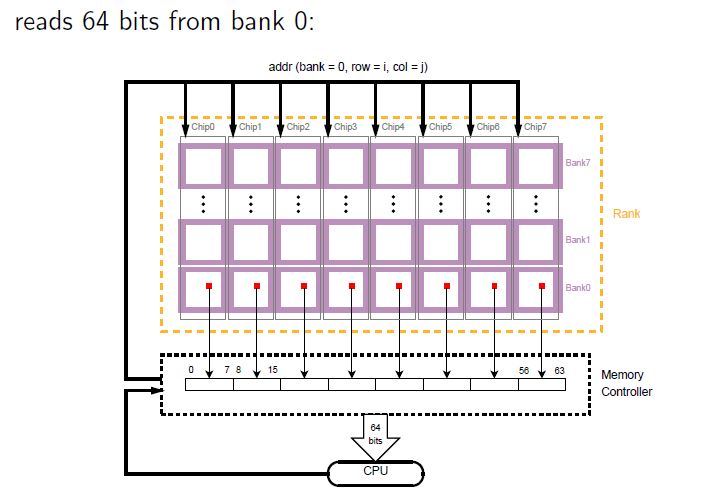 reads 64 bits from bank 0:
addr (bank = 0, row = i, col = j)
Chip0 Chip1 Chip2 Chip3 Chip4 Chip5 Chip6 Chip7
Bank7
Rank
Bank1
Bank0
0 7 8 15 56 63
Memory
Controller
64
bits
CPU